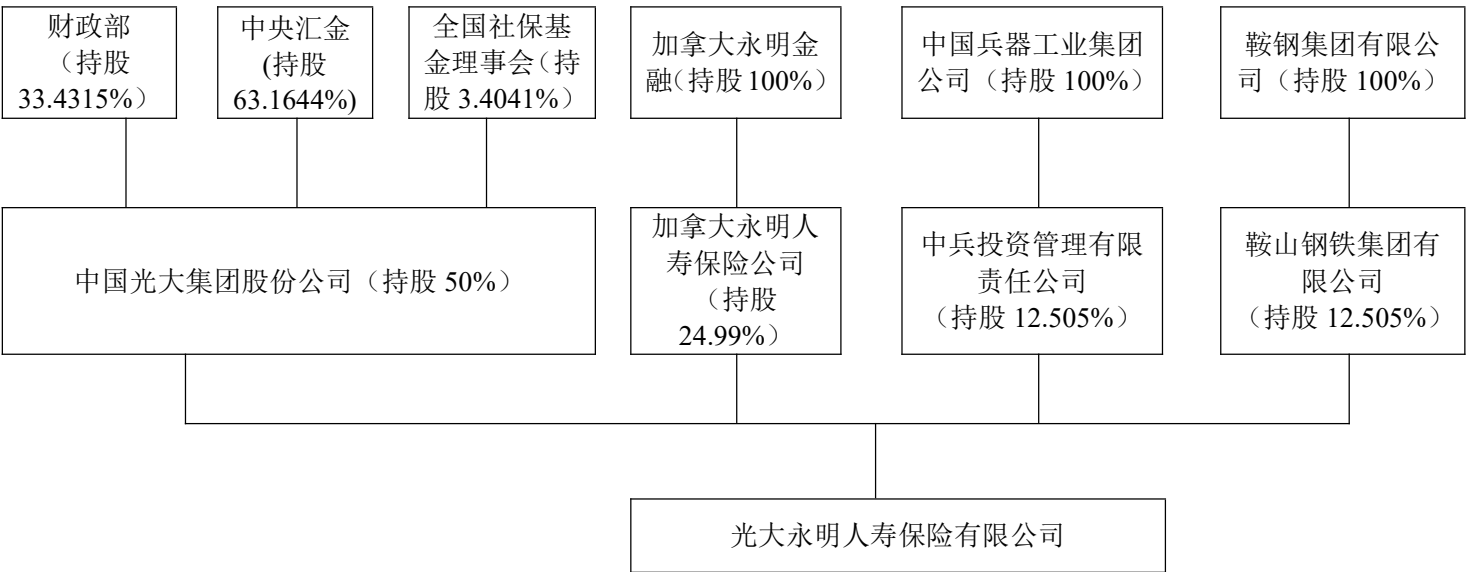 财政部
（持股
33.4315%）
中央汇金
(持股
63.1644%)
全国社保基
金理事会（持
股 3.4041%）
加拿大永明金
融（持股 100%）
中国兵器工业集团
公司（持股 100%）
鞍钢集团有限公
司（持股 100%）
中国光大集团股份公司（持股 50%）
加拿大永明人
寿保险公司
（持股
24.99%）
中兵投资管理有限
责任公司
（持股 12.505%）
鞍山钢铁集团有
限公司
（持股 12.505%）
光大永明人寿保险有限公司